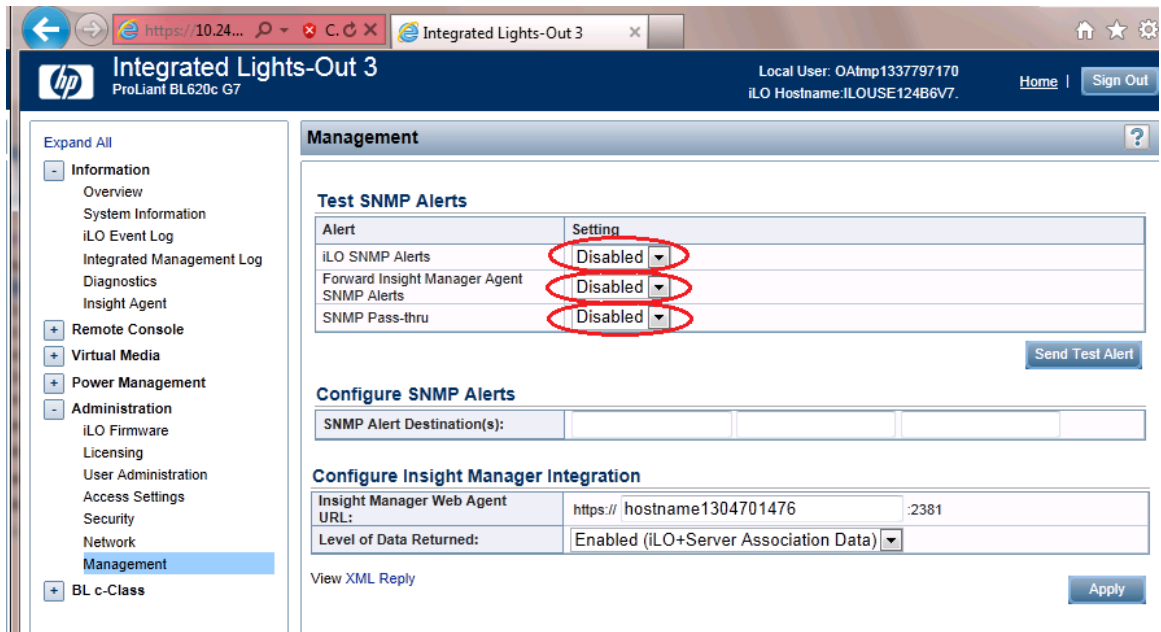 https://10.24... C. Integrated Lights-Out 3
hp
Integrated Lights-Out 3
ProLiant BL620c G7
Local User: OAtmp1337797170
iLO Hostname:ILOUSE124B6V7.
Home | Sign Out
Expand All
- Information
Overview
System Information
iLO Event Log
Integrated Management Log
Diagnostics
Insight Agent
+ Remote Console
+ Virtual Media
+ Power Management
- Administration
iLO Firmware
Licensing
User Administration
Access Settings
Security
Network
Management
+ BL c-Class
Management ?
Test SNMP Alerts
Alert Setting
iLO SNMP Alerts Disabled
Forward Insight Manager Agent
SNMP Alerts Disabled
SNMP Pass-thru Disabled
Send Test Alert
Configure SNMP Alerts
SNMP Alert Destination(s):
Configure Insight Manager Integration
Insight Manager Web Agent
URL: https:// hostname1304701476 :2381
Level of Data Returned: Enabled (iLO+Server Association Data)
View XML Reply
Apply